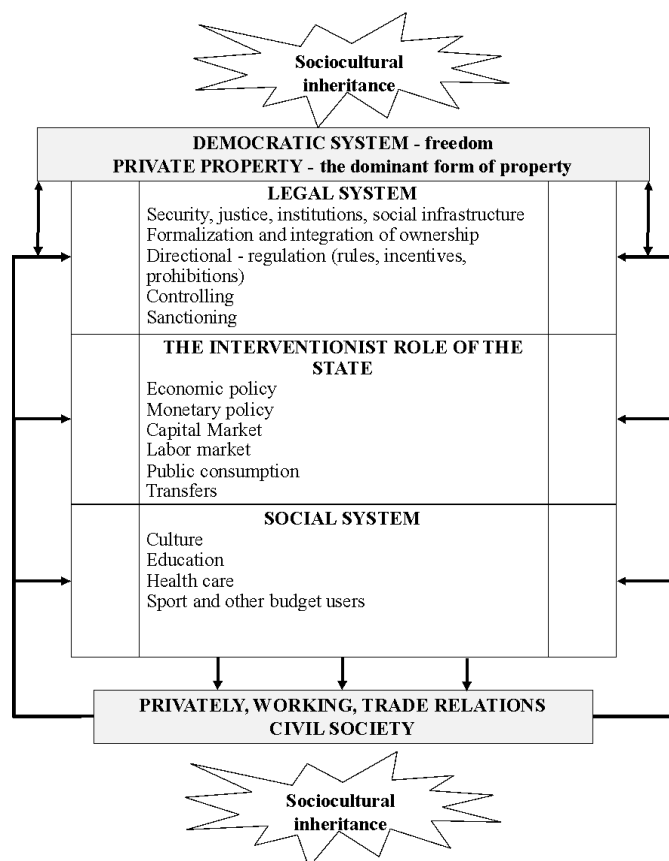 Sociocultural
inheritance
DEMOCRATIC SYSTEM - freedom
PRIVATE PROPERTY - the dominant form of property
LEGAL SYSTEM
Security, justice, institutions, social infrastructure
Formalization and integration of ownership
Directional - regulation (rules, incentives,
prohibitions)
Controlling
Sanctioning
THE INTERVENTIONIST ROLE OF THE
STATE
Economic policy
Monetary policy
Capital Market
Labor market
Public consumption
Transfers
SOCIAL SYSTEM
Culture
Education
Health care
Sport and other budget users
PRIVATELY, WORKING, TRADE RELATIONS
CIVIL SOCIETY
Sociocultural
inheritance